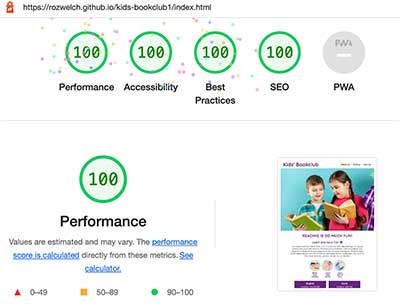 https://rozwelch.github.io/kids-bookclub1/index.html
100 100 100 100 PWA
Performance Accessibility Best Practices SEO PWA
100
Performance
Values are estimated and may vary. The performance
score is calculated directly from these metrics. See
calculator.
0–49 50–89 90–100
Kids' Bookclub
READING IS SO MUCH FUN!